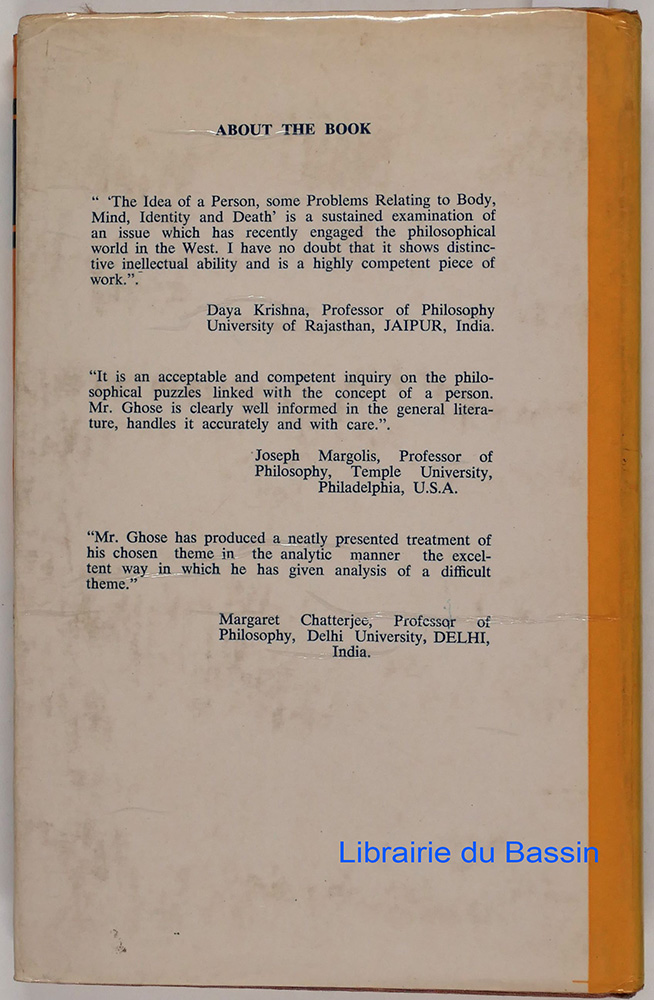 ABOUT THE BOOK
“ ‘The Idea of a Person, some Problems Relating to Body,
Mind, Identity and Death’ is a sustained examination of
an issue which has recently engaged the philosophical
world in the West. I have no doubt that it shows distinc-
tive inellectual ability and is a highly competent piece of
work.”.
Daya Krishna, Professor of Philosophy
University of Rajasthan, JAIPUR, India.
“It is an acceptable and competent inquiry on the philo-
sophical puzzles linked with the concept of a person.
Mr. Ghose is clearly well informed in the general litera-
ture, handles it accurately and with care.”.
Joseph Margolis, Professor of
Philosophy, Temple University,
Philadelphia, U.S.A.
“Mr. Ghose has produced a neatly presented treatment of
his chosen theme in the analytic manner the excel-
tent way in which he has given analysis of a difficult
theme.”
Margaret Chatterjee, Professor of
Philosophy, Delhi University, DELHI,
India.
Librairie du Bassin